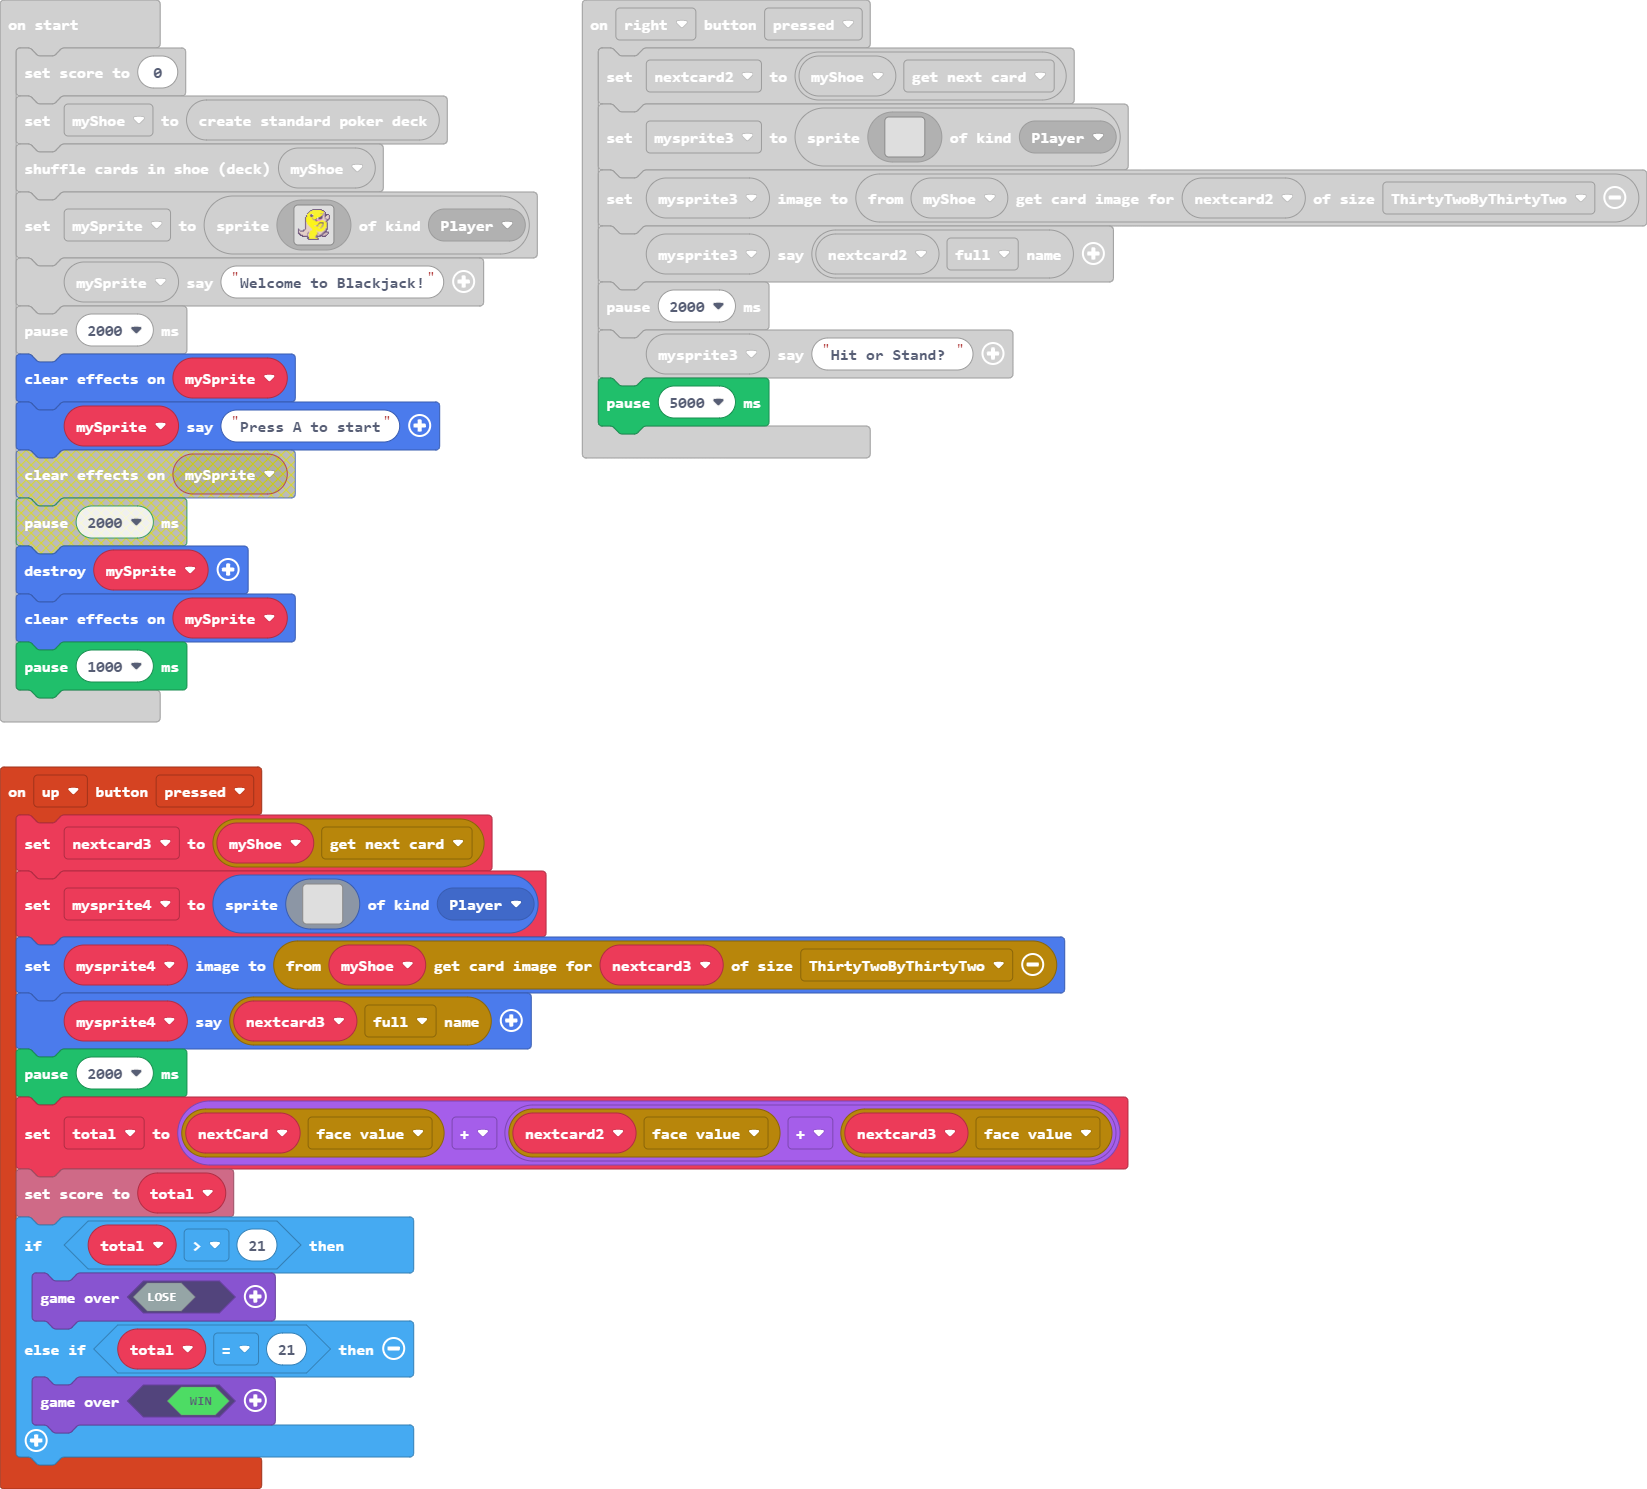 on start
set score to 0
set myShoe to create standard poker deck
shuffle cards in shoe (deck) myShoe
set mySprite to sprite of kind Player
mySprite say "Welcome to Blackjack!"
pause 2000 ms
clear effects on mySprite
mySprite say "Press A to start"
clear effects on mySprite
pause 2000 ms
destroy mySprite
clear effects on mySprite
pause 1000 ms
on right button pressed
set nextcard2 to myShoe get next card
set mysprite3 to sprite of kind Player
set mysprite3 image to from myShoe get card image for nextcard2 of size ThirtyTwoByThirtyTwo
mysprite3 say nextcard2 full name
pause 2000 ms
mysprite3 say "Hit or Stand? "
pause 5000 ms
on up button pressed
set nextcard3 to myShoe get next card
set mysprite4 to sprite of kind Player
set mysprite4 image to from myShoe get card image for nextcard3 of size ThirtyTwoByThirtyTwo
mysprite4 say nextcard3 full name
pause 2000 ms
set total to nextCard face value + nextcard2 face value + nextcard3 face value
set score to total
if total > 21 then
game over LOSE
else if total = 21 then
game over WIN